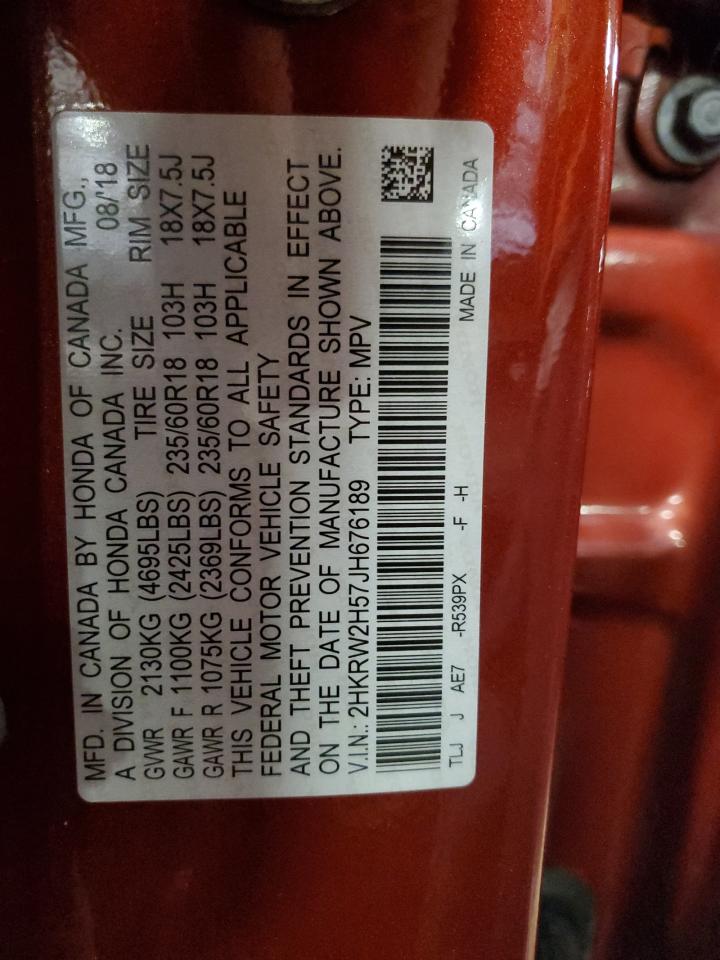 MFD. IN CANADA BY HONDA OF CANADA MFG.,
A DIVISION OF HONDA CANADA INC. 08/'18
GVWR 2130KG (4695LBS) TIRE SIZE RIM SIZE
GAWR F 1100KG (2425LBS) 235/60R18 103H 18X7.5J
GAWR R 1075KG (2369LBS) 235/60R18 103H 18X7.5J
THIS VEHICLE CONFORMS TO ALL APPLICABLE
FEDERAL MOTOR VEHICLE SAFETY
AND THEFT PREVENTION STANDARDS IN EFFECT
ON THE DATE OF MANUFACTURE SHOWN ABOVE.
V.I.N.: 2HKRW2H57JH676189 TYPE: MPV
TLJ J AE7 -R539PX -F -H MADE IN CANADA